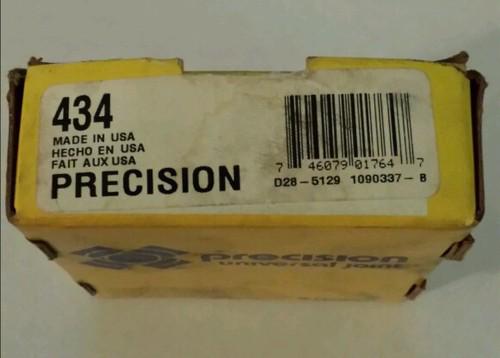 434
MADE IN USA
HECHO EN USA
FAIT AUX USA
PRECISION
7 46079 01764 7
D28-5129 1090337-B
precision
universal joint